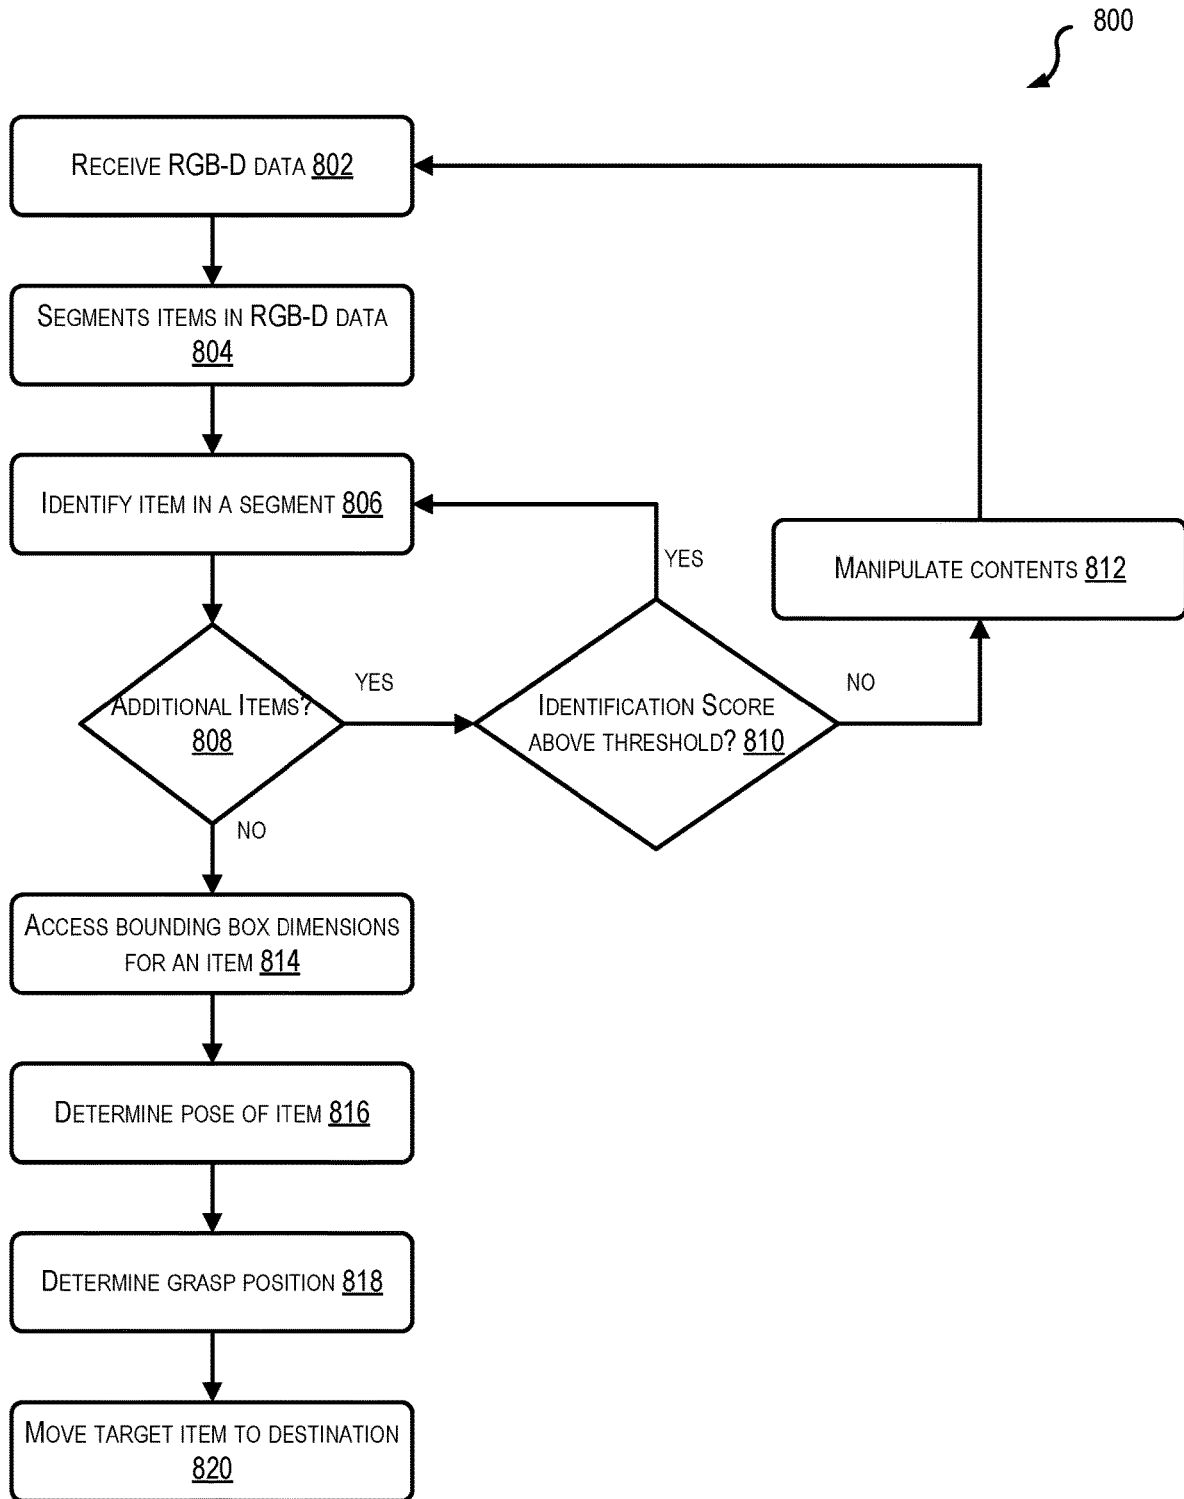 800
RECEIVE RGB-D DATA 802
SEGMENTS ITEMS IN RGB-D DATA
804
IDENTIFY ITEM IN A SEGMENT 806
YES
MANIPULATE CONTENTS 812
ADDITIONAL ITEMS?
808
YES
IDENTIFICATION SCORE
ABOVE THRESHOLD? 810
NO
NO
ACCESS BOUNDING BOX DIMENSIONS
FOR AN ITEM 814
DETERMINE POSE OF ITEM 816
DETERMINE GRASP POSITION 818
MOVE TARGET ITEM TO DESTINATION
820